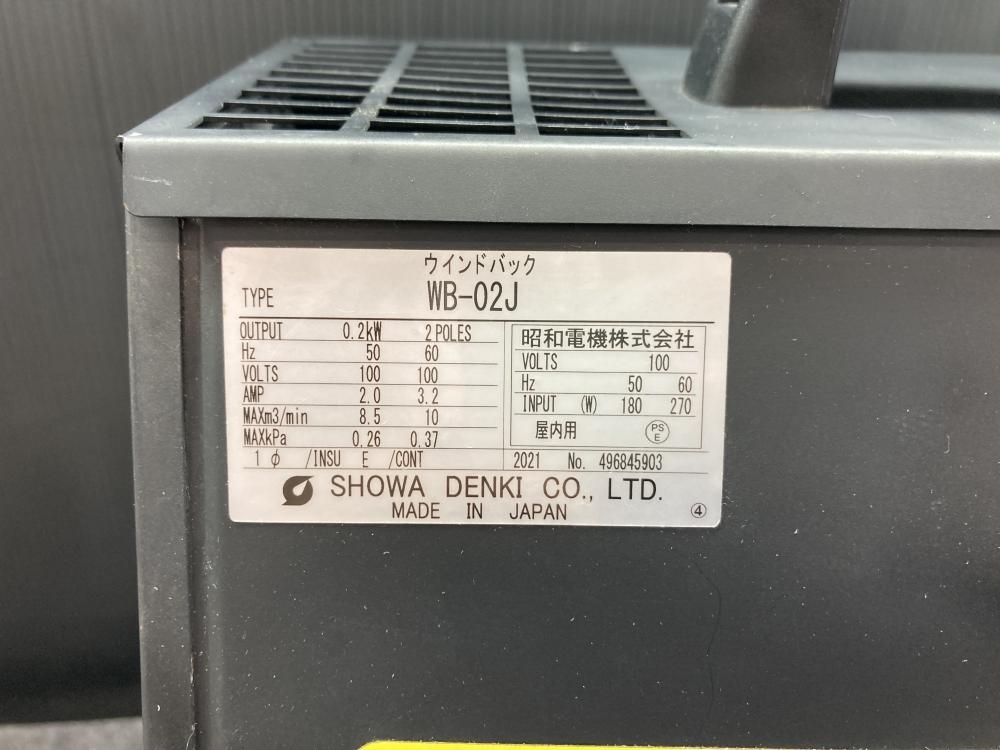 ウインドバック
TYPE WB-02J
OUTPUT 0.2kW 2 POLES
Hz 50 60
VOLTS 100 100
AMP 2.0 3.2
MAXm3/min 8.5 10
MAXkPa 0.26 0.37
1 φ /INSU E /CONT
昭和電機株式会社
VOLTS 100
Hz 50 60
INPUT (W) 180 270
屋内用 PSE
2021 No. 496845903
SHOWA DENKI CO., LTD.
MADE IN JAPAN ④